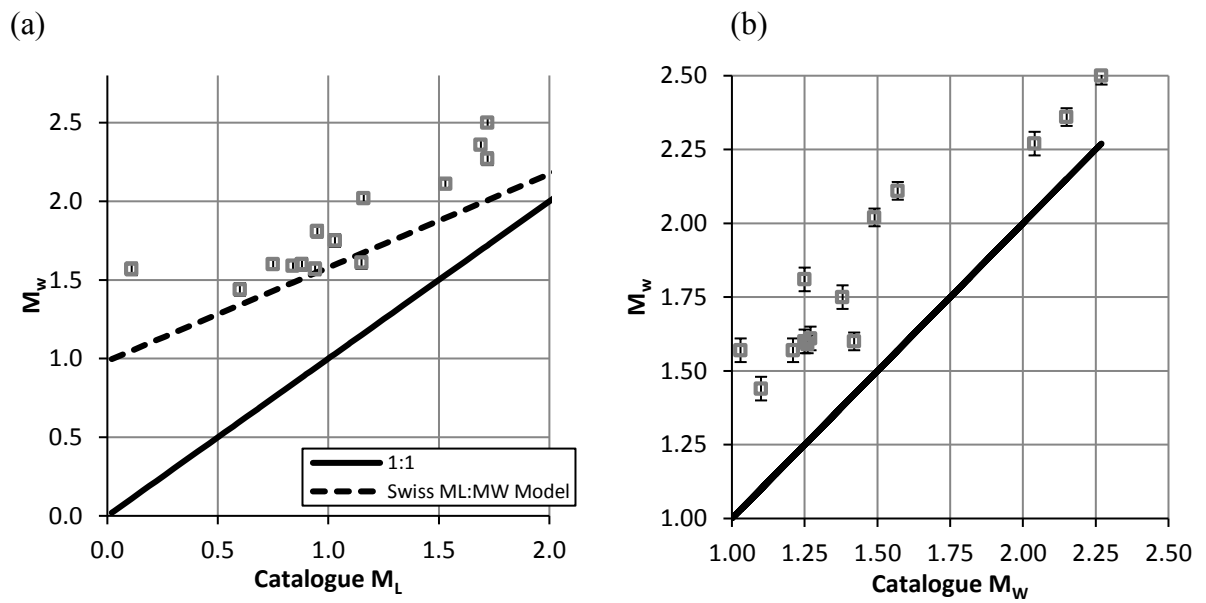 (a)
2.5
2.0
1.5
1.0
0.5
0.0
Mw
1:1
Swiss ML:MW Model
0.0 0.5 1.0 1.5 2.0
Catalogue ML
(b)
2.50
2.25
2.00
1.75
1.50
1.25
1.00
Mw
1.00 1.25 1.50 1.75 2.00 2.25 2.50
Catalogue MW